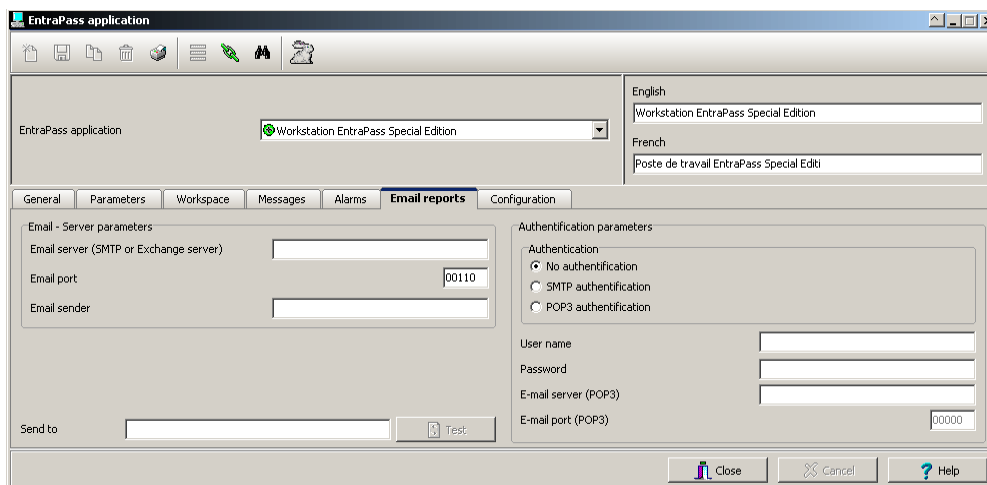 EntraPass application
English
Workstation EntraPass Special Edition
EntraPass application
Workstation EntraPass Special Edition
French
Poste de travail EntraPass Special Editi
General Parameters Workspace Messages Alarms Email reports Configuration
Email - Server parameters
Email server (SMTP or Exchange server)
Email port 00110
Email sender
Send to
Test
Authentification parameters
Authentication
No authentification
SMTP authentification
POP3 authentification
User name
Password
E-mail server (POP3)
E-mail port (POP3) 00000
Close Cancel Help